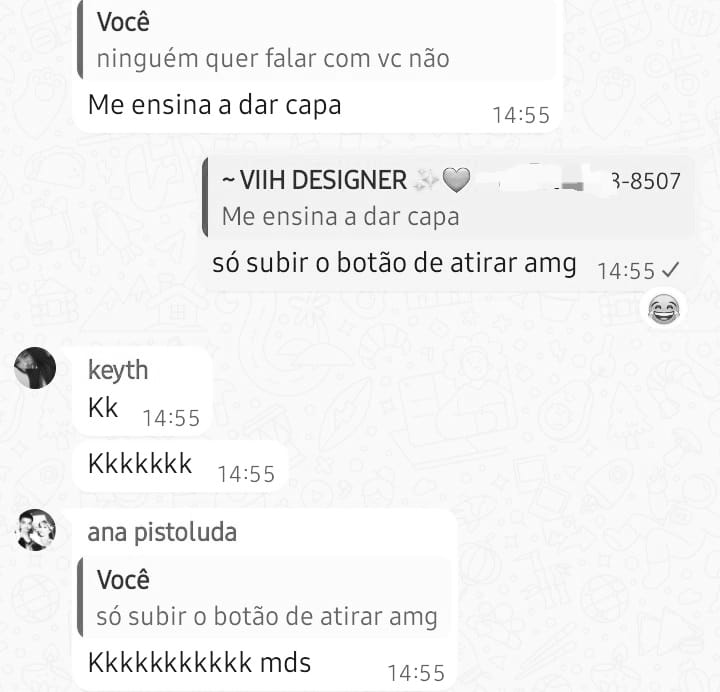 Você
ninguém quer falar com vc não
Me ensina a dar capa
14:55
~ VIIH DESIGNER ✨🩶 3-8507
Me ensina a dar capa
só subir o botão de atirar amg
14:55 ✓
😂
keyth
Kk 14:55
Kkkkkkk 14:55
ana pistoluda
Você
só subir o botão de atirar amg
Kkkkkkkkkkk mds
14:55